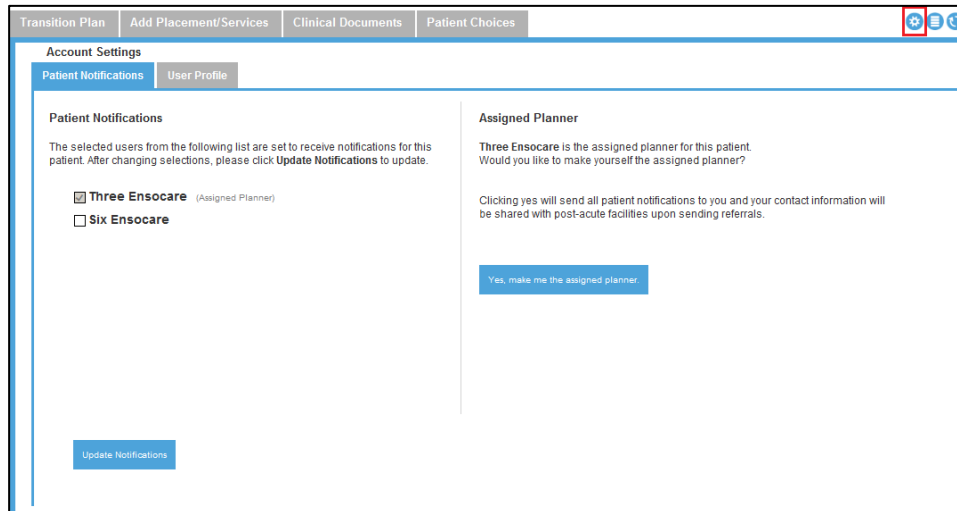 Transition Plan
Add Placement/Services
Clinical Documents
Patient Choices
Account Settings
Patient Notifications
User Profile
Patient Notifications
The selected users from the following list are set to receive notifications for this
patient. After changing selections, please click Update Notifications to update.
Three Ensocare (Assigned Planner)
Six Ensocare
Update Notifications
Assigned Planner
Three Ensocare is the assigned planner for this patient.
Would you like to make yourself the assigned planner?
Clicking yes will send all patient notifications to you and your contact information will
be shared with post-acute facilities upon sending referrals.
Yes, make me the assigned planner.